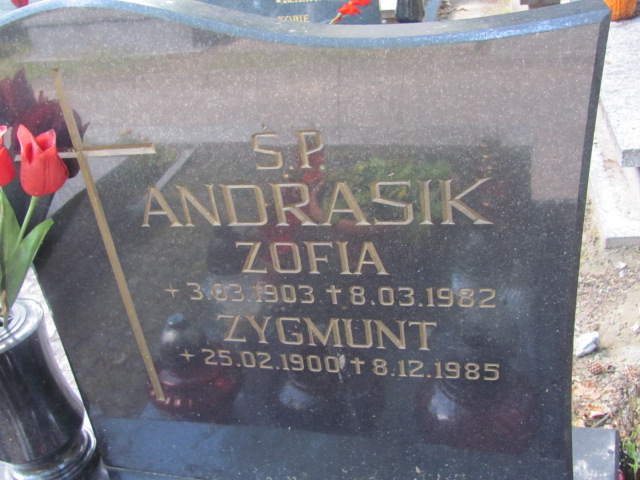 Ś.P.
ANDRASIK
ZOFIA
+ 3.03.1903 ✝ 8.03.1982
ZYGMUNT
+ 25.02.1900 ✝ 8.12.1985